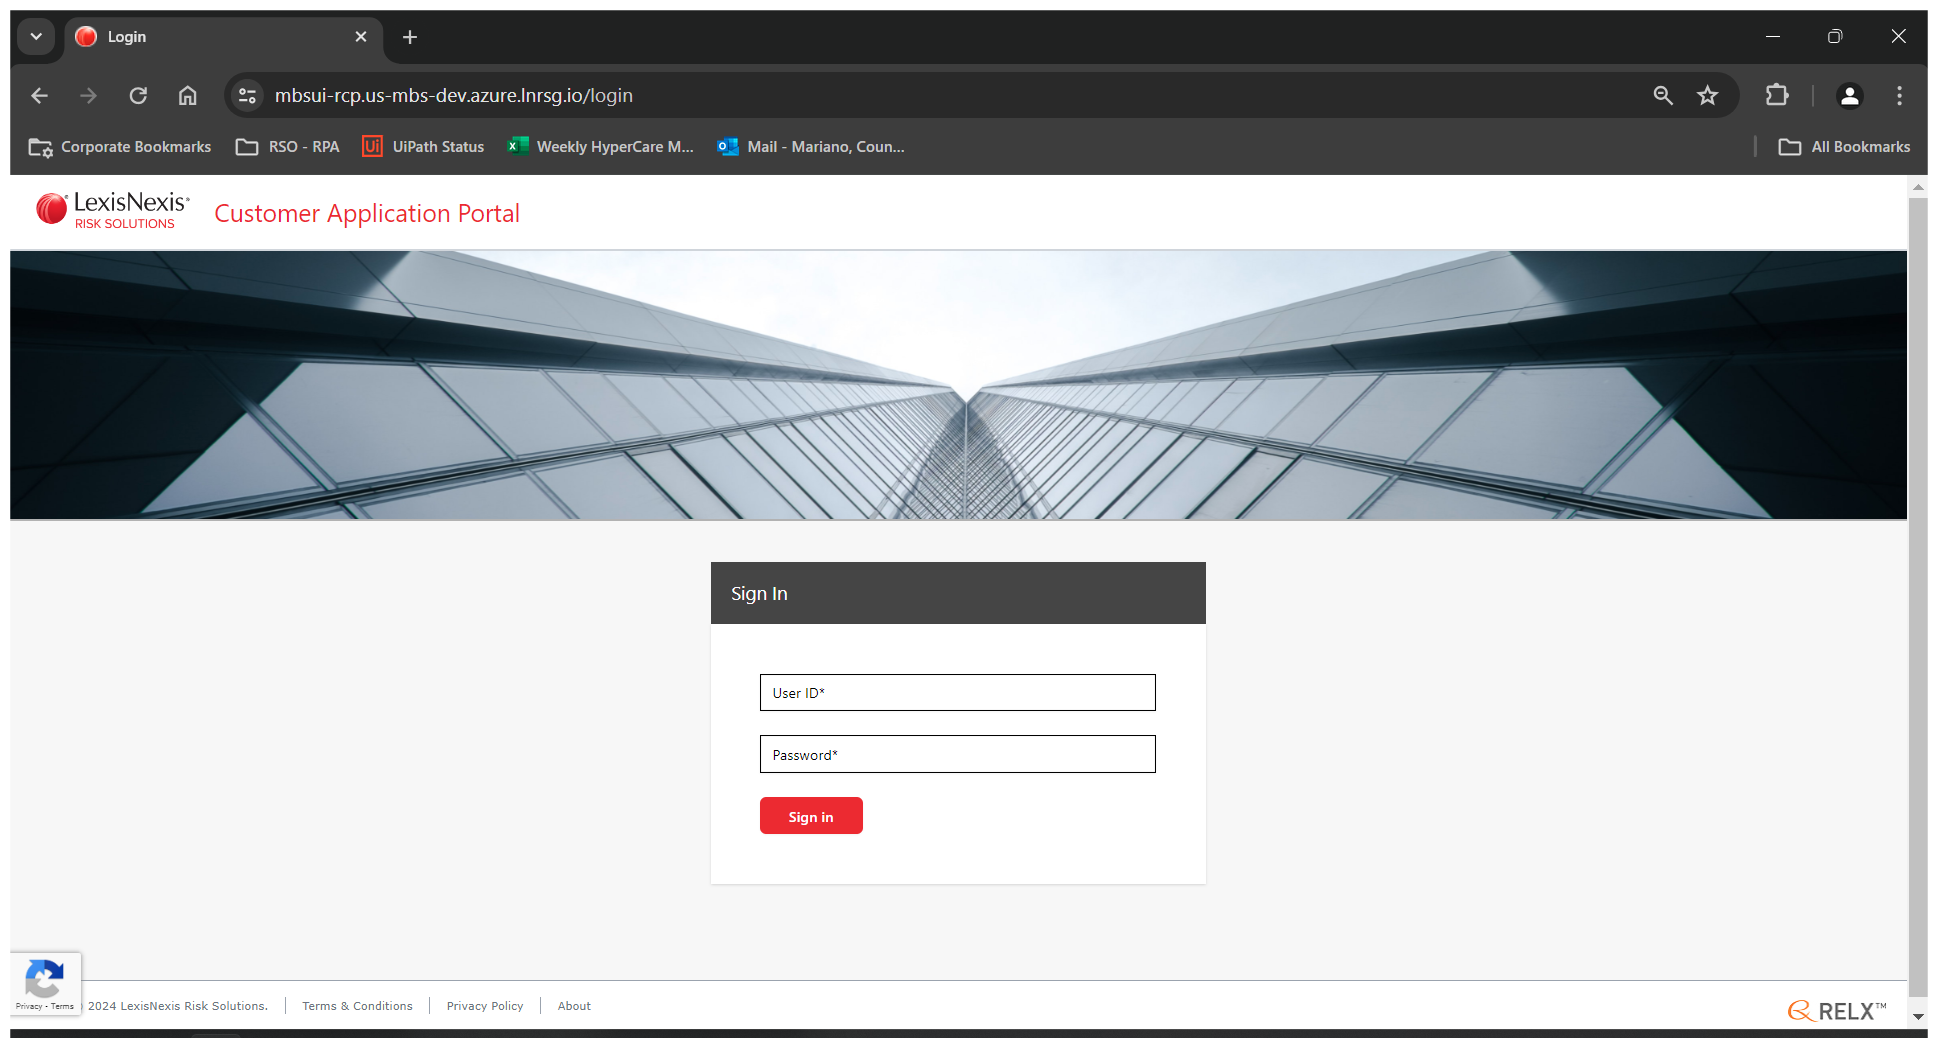 Login
mbsui-rcp.us-mbs-dev.azure.lnrsg.io/login
Corporate Bookmarks RSO - RPA Ui UiPath Status Weekly HyperCare M... Mail - Mariano, Coun... All Bookmarks
LexisNexis®
RISK SOLUTIONS
Customer Application Portal
Sign In
User ID*
Password*
Sign in
Privacy - Terms
2024 LexisNexis Risk Solutions. Terms & Conditions Privacy Policy About
RELX™